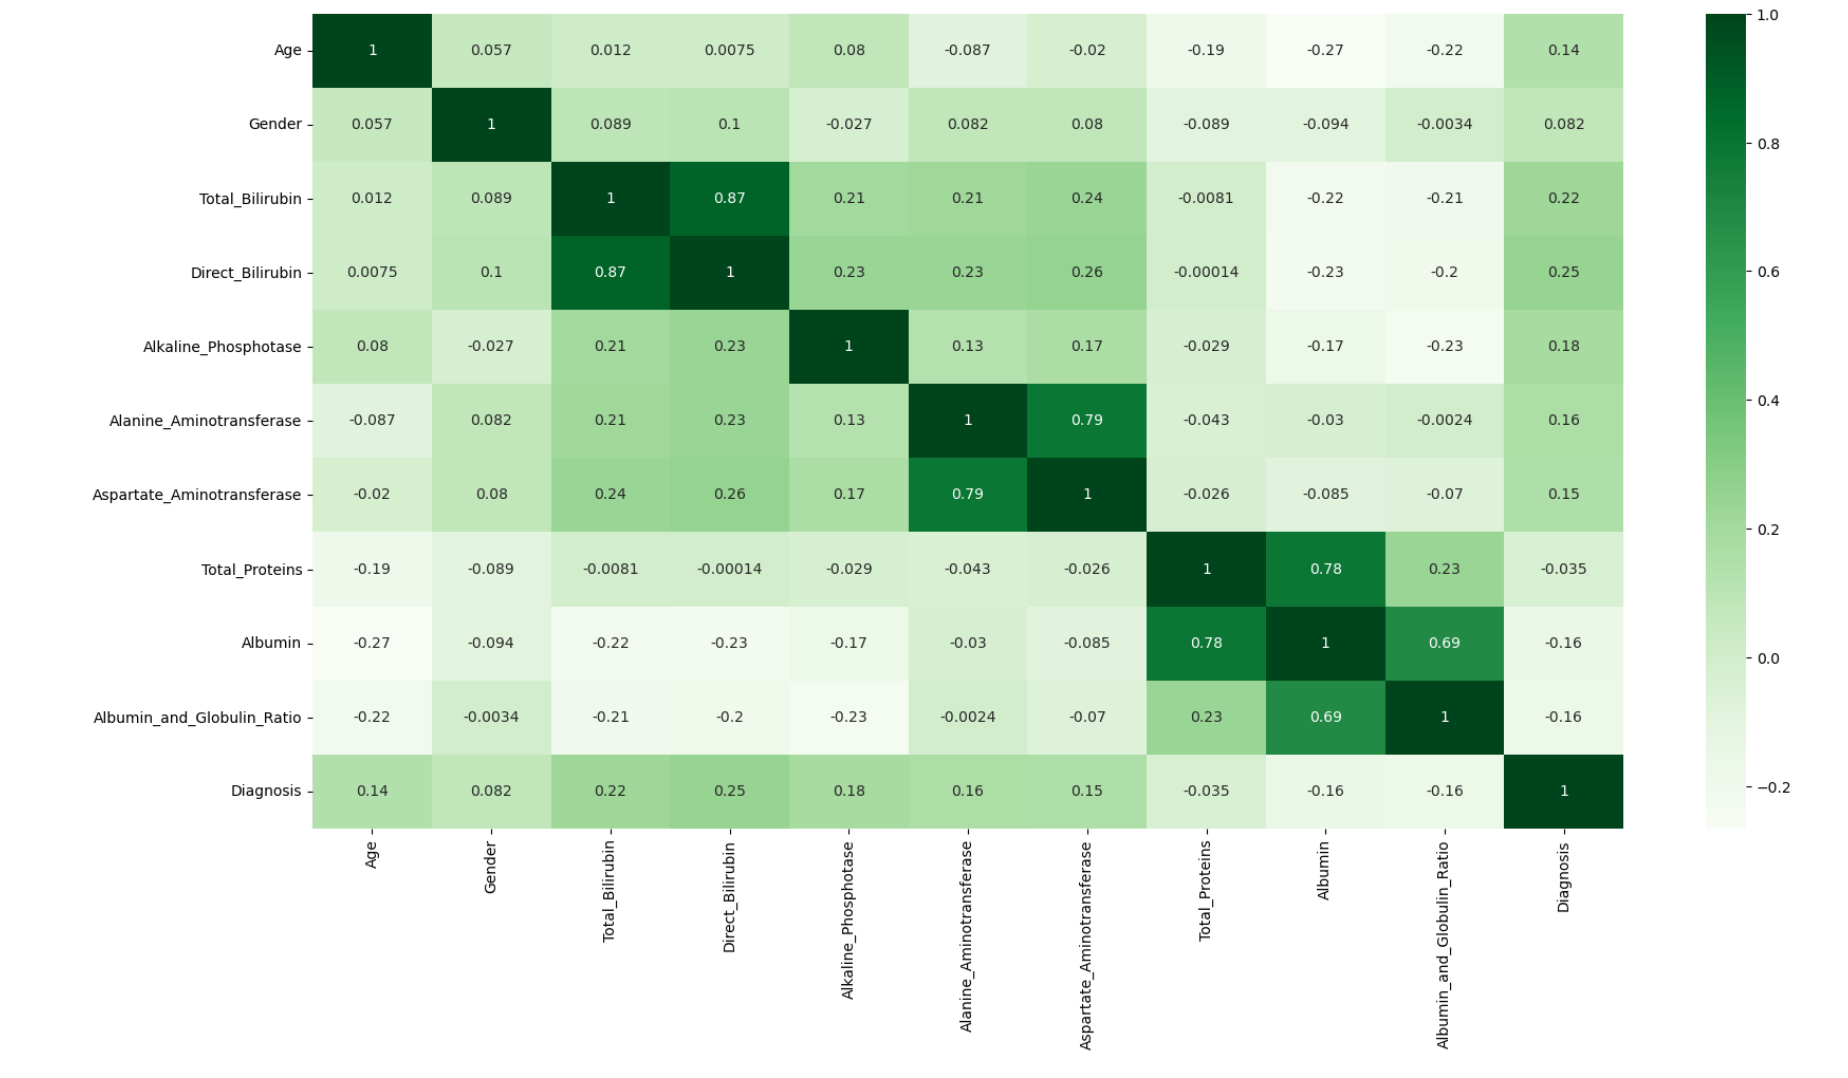 Age 1 0.057 0.012 0.0075 0.08 -0.087 -0.02 -0.19 -0.27 -0.22 0.14
Gender 0.057 1 0.089 0.1 -0.027 0.082 0.08 -0.089 -0.094 -0.0034 0.082
Total_Bilirubin 0.012 0.089 1 0.87 0.21 0.21 0.24 -0.0081 -0.22 -0.21 0.22
Direct_Bilirubin 0.0075 0.1 0.87 1 0.23 0.23 0.26 -0.00014 -0.23 -0.2 0.25
Alkaline_Phosphotase 0.08 -0.027 0.21 0.23 1 0.13 0.17 -0.029 -0.17 -0.23 0.18
Alanine_Aminotransferase -0.087 0.082 0.21 0.23 0.13 1 0.79 -0.043 -0.03 -0.0024 0.16
Aspartate_Aminotransferase -0.02 0.08 0.24 0.26 0.17 0.79 1 -0.026 -0.085 -0.07 0.15
Total_Proteins -0.19 -0.089 -0.0081 -0.00014 -0.029 -0.043 -0.026 1 0.78 0.23 -0.035
Albumin -0.27 -0.094 -0.22 -0.23 -0.17 -0.03 -0.085 0.78 1 0.69 -0.16
Albumin_and_Globulin_Ratio -0.22 -0.0034 -0.21 -0.2 -0.23 -0.0024 -0.07 0.23 0.69 1 -0.16
Diagnosis 0.14 0.082 0.22 0.25 0.18 0.16 0.15 -0.035 -0.16 -0.16 1
Age
Gender
Total_Bilirubin
Direct_Bilirubin
Alkaline_Phosphotase
Alanine_Aminotransferase
Aspartate_Aminotransferase
Total_Proteins
Albumin
Albumin_and_Globulin_Ratio
Diagnosis
1.0
0.8
0.6
0.4
0.2
0.0
−0.2